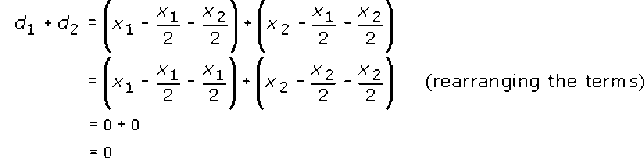 d₁ + d₂ = (x₁ - x₁/2 - x₂/2) + (x₂ - x₁/2 - x₂/2)
= (x₁ - x₁/2 - x₁/2) + (x₂ - x₂/2 - x₂/2) (rearranging the terms)
= 0 + 0
= 0